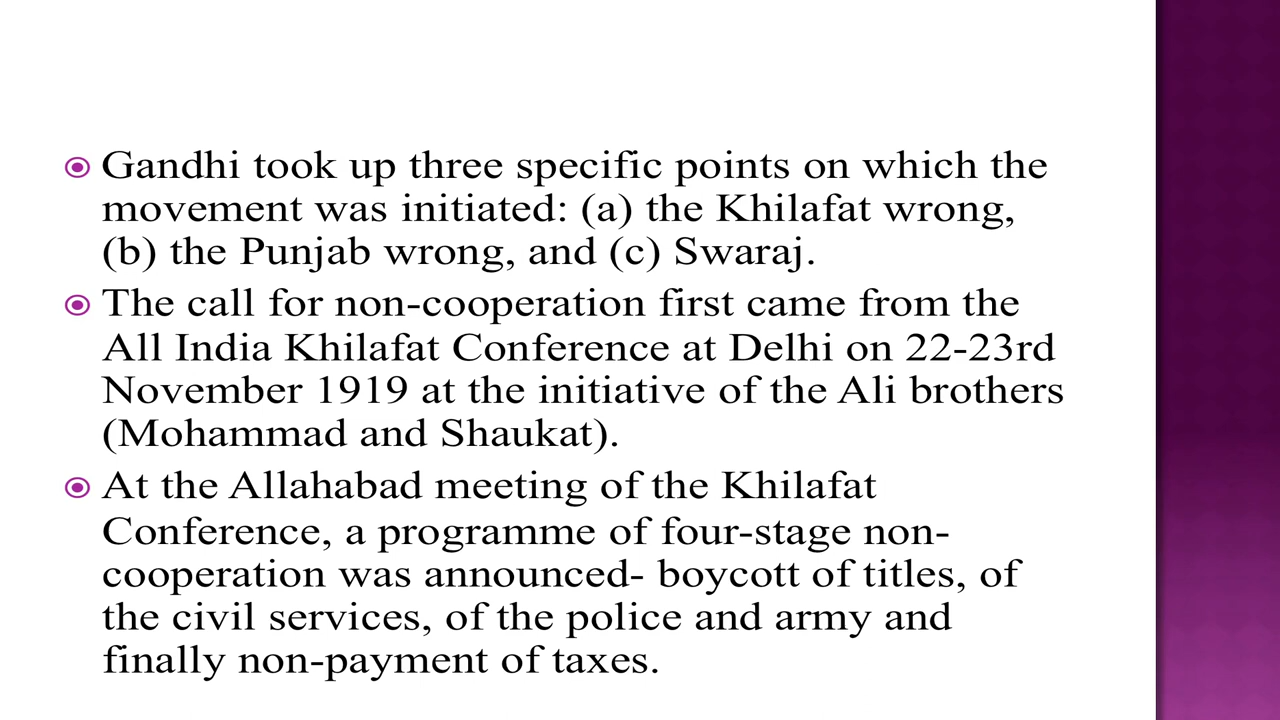 Gandhi took up three specific points on which the
movement was initiated: (a) the Khilafat wrong,
(b) the Punjab wrong, and (c) Swaraj.
The call for non-cooperation first came from the
All India Khilafat Conference at Delhi on 22-23rd
November 1919 at the initiative of the Ali brothers
(Mohammad and Shaukat).
At the Allahabad meeting of the Khilafat
Conference, a programme of four-stage non-
cooperation was announced- boycott of titles, of
the civil services, of the police and army and
finally non-payment of taxes.